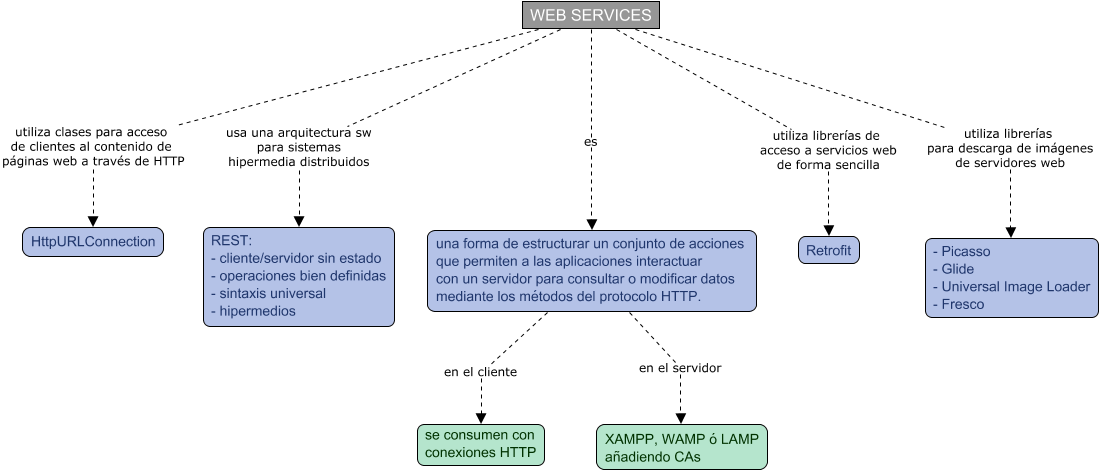 WEB SERVICES
utiliza clases para acceso
de clientes al contenido de
páginas web a través de HTTP
HttpURLConnection
usa una arquitectura sw
para sistemas
hipermedia distribuidos
REST:
- cliente/servidor sin estado
- operaciones bien definidas
- sintaxis universal
- hipermedios
es
una forma de estructurar un conjunto de acciones
que permiten a las aplicaciones interactuar
con un servidor para consultar o modificar datos
mediante los métodos del protocolo HTTP.
utiliza librerías de
acceso a servicios web
de forma sencilla
Retrofit
utiliza librerías
para descarga de imágenes
de servidores web
- Picasso
- Glide
- Universal Image Loader
- Fresco
en el cliente
se consumen con
conexiones HTTP
en el servidor
XAMPP, WAMP ó LAMP
añadiendo CAs